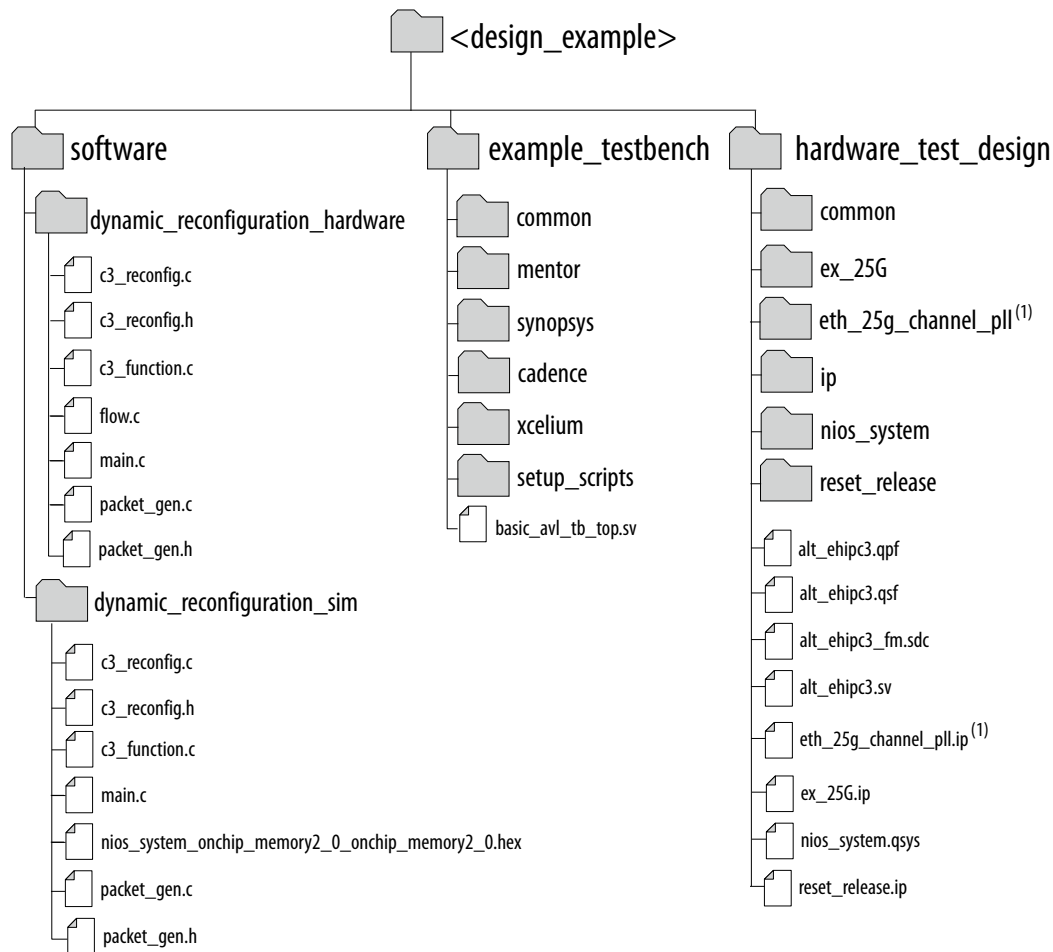 <design_example>
software
dynamic_reconfiguration_hardware
c3_reconfig.c
c3_reconfig.h
c3_function.c
flow.c
main.c
packet_gen.c
packet_gen.h
dynamic_reconfiguration_sim
c3_reconfig.c
c3_reconfig.h
c3_function.c
main.c
nios_system_onchip_memory2_0_onchip_memory2_0.hex
packet_gen.c
packet_gen.h
example_testbench
common
mentor
synopsys
cadence
xcelium
setup_scripts
basic_avl_tb_top.sv
hardware_test_design
common
ex_25G
eth_25g_channel_pll (1)
ip
nios_system
reset_release
alt_ehipc3.qpf
alt_ehipc3.qsf
alt_ehipc3_fm.sdc
alt_ehipc3.sv
eth_25g_channel_pll.ip (1)
ex_25G.ip
nios_system.qsys
reset_release.ip